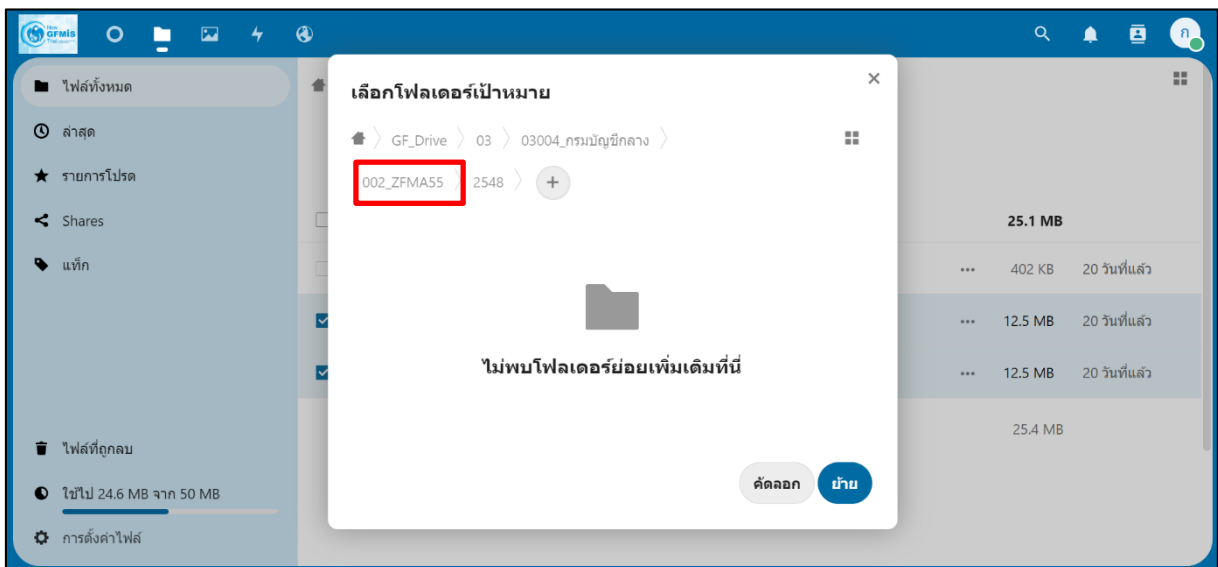 New
GFMIS
Thai
ก
ไฟล์ทั้งหมด
ล่าสุด
รายการโปรด
Shares
แท็ก
ไฟล์ที่ถูกลบ
ใช้ไป 24.6 MB จาก 50 MB
การตั้งค่าไฟล์
เลือกโฟลเดอร์เป้าหมาย
GF_Drive 03 03004_กรมบัญชีกลาง
002_ZFMA55 2548 +
ไม่พบโฟลเดอร์ย่อยเพิ่มเติมที่นี่
คัดลอก ย้าย
25.1 MB
402 KB 20 วันที่แล้ว
12.5 MB 20 วันที่แล้ว
12.5 MB 20 วันที่แล้ว
25.4 MB